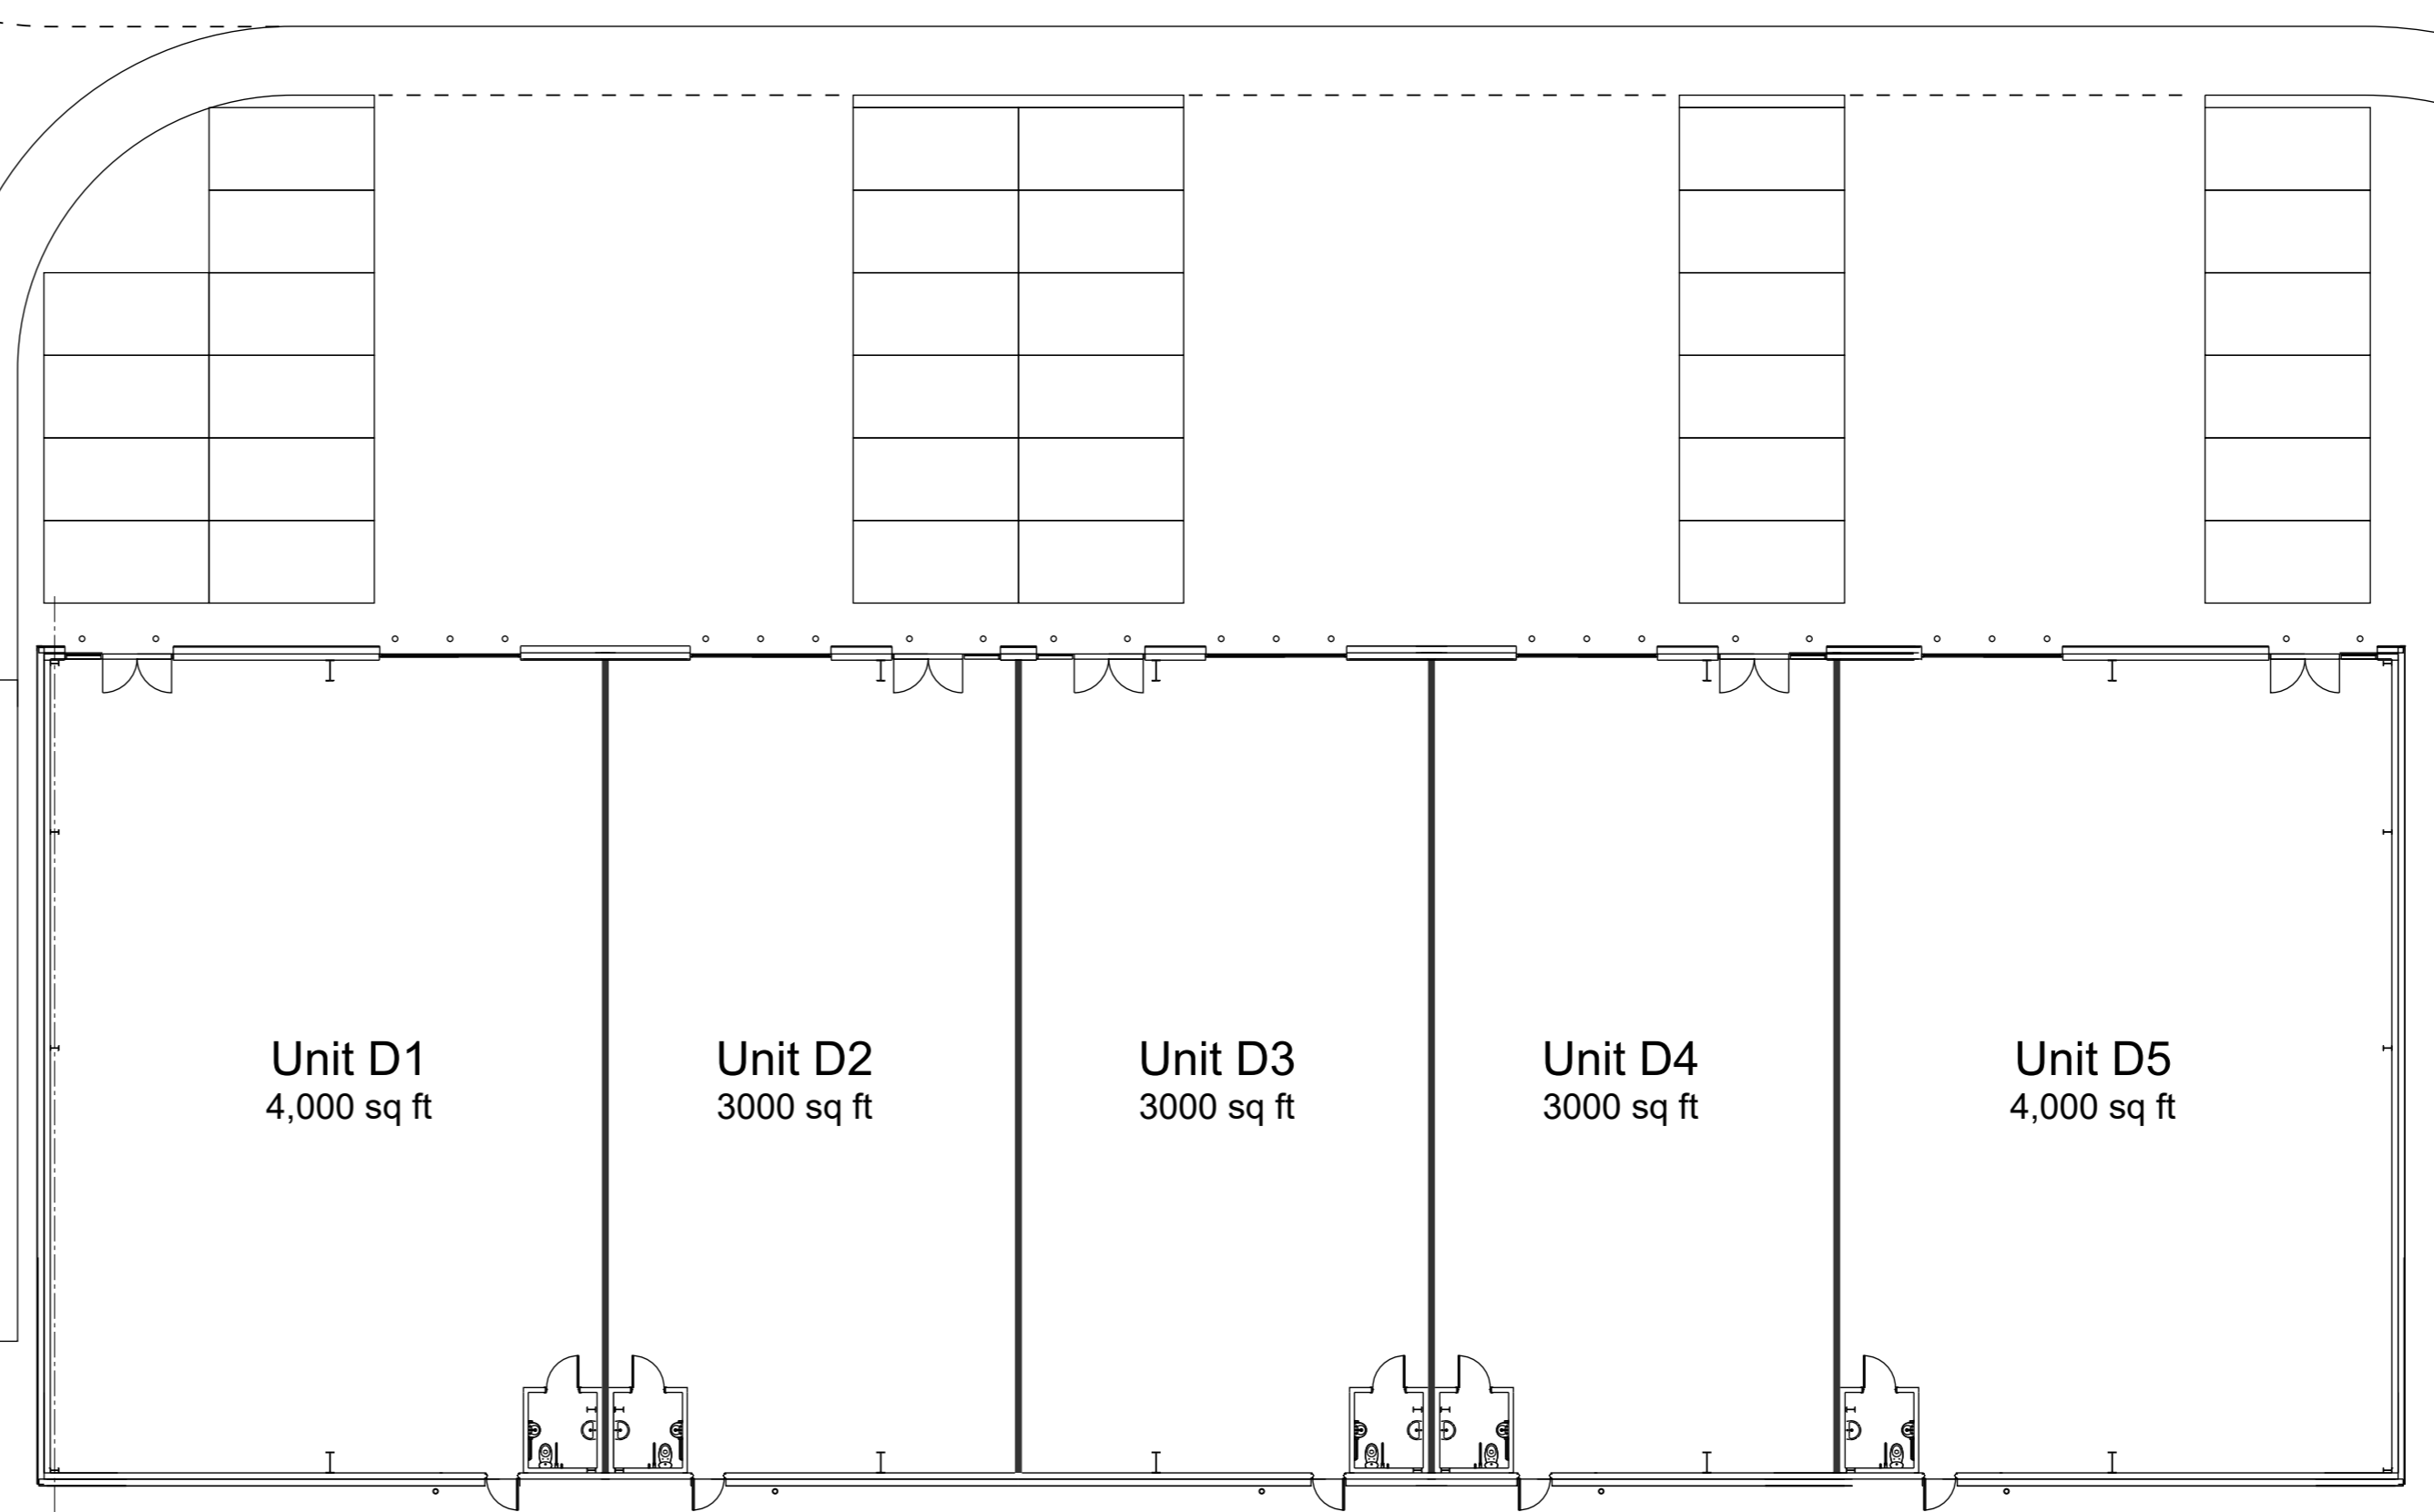 Unit D1
4,000 sq ft
Unit D2
3000 sq ft
Unit D3
3000 sq ft
Unit D4
3000 sq ft
Unit D5
4,000 sq ft